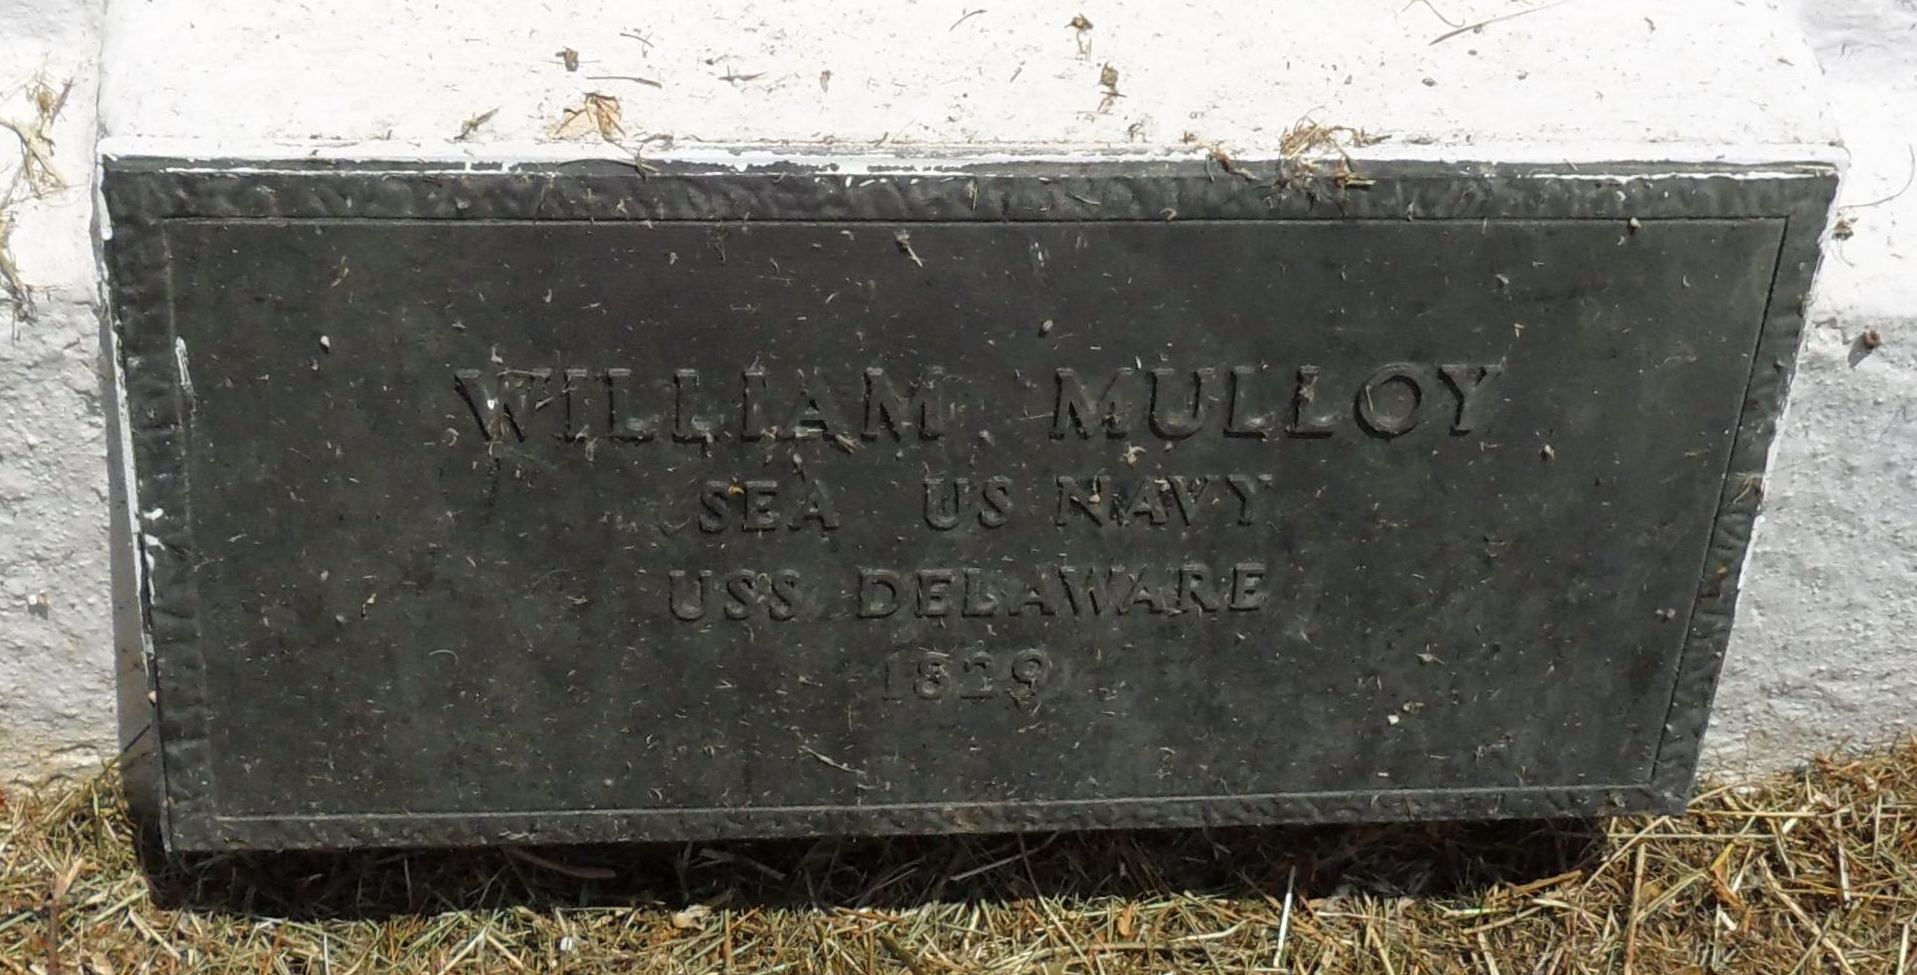 WILLIAM MULLOY
SEA US NAVY
USS DELAWARE
1829